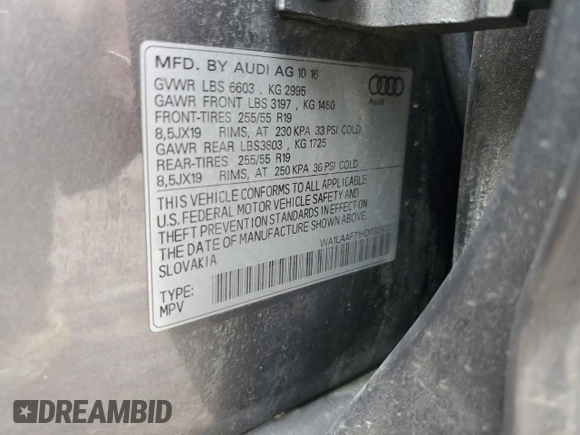 MFD. BY AUDI AG 10 16
GVWR LBS 6603 , KG 2995
GAWR FRONT LBS 3197 , KG 1450
FRONT-TIRES 255/55 R19
8,5JX19 RIMS, AT 230 KPA 33 PSI COLD
GAWR REAR LBS3803 , KG 1725
REAR-TIRES 255/55 R19
8,5JX19 RIMS, AT 250 KPA 36 PSI COLD
THIS VEHICLE CONFORMS TO ALL APPLICABLE
U.S. FEDERAL MOTOR VEHICLE SAFETY AND
THEFT PREVENTION STANDARDS IN EFFECT ON
THE DATE OF MANUFACTURE SHOWN ABOVE.
SLOVAKIA
TYPE:
MPV
Audi
DREAMBID